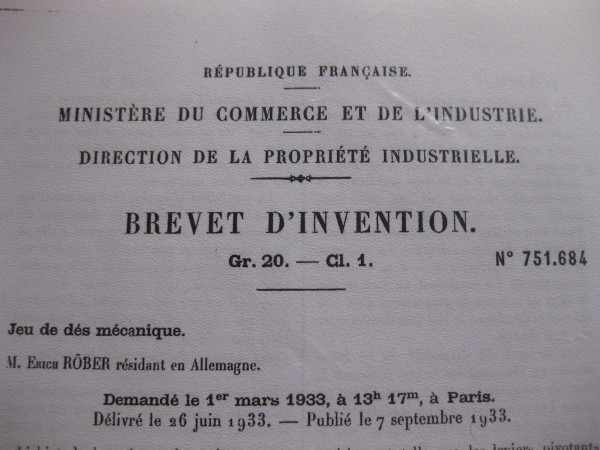 RÉPUBLIQUE FRANÇAISE.
MINISTÈRE DU COMMERCE ET DE L'INDUSTRIE.
DIRECTION DE LA PROPRIÉTÉ INDUSTRIELLE.
BREVET D'INVENTION.
Gr. 20. — Cl. 1. N° 751.684
Jeu de dés mécanique.
M. ERICH RÖBER résidant en Allemagne.
Demandé le 1er mars 1933, à 13h 17m, à Paris.
Délivré le 26 juin 1933. — Publié le 7 septembre 1933.